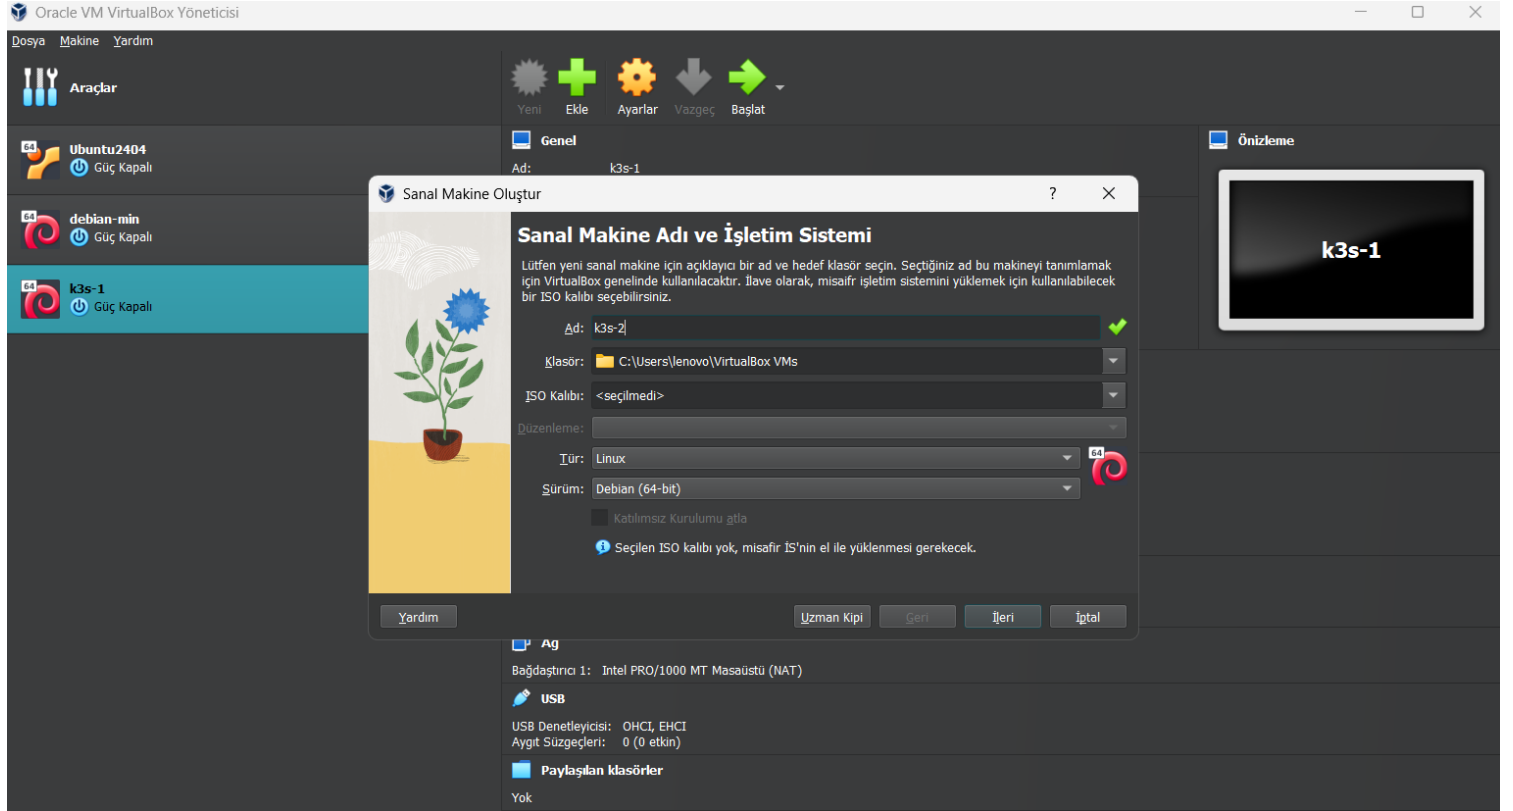 Oracle VM VirtualBox Yöneticisi
Dosya Makine Yardım
Araçlar
Yeni Ekle Ayarlar Vazgeç Başlat
64
Ubuntu2404
Güç Kapalı
64
debian-min
Güç Kapalı
64
k3s-1
Güç Kapalı
Genel
Ad: k3s-1
Önizleme
k3s-1
Sanal Makine Oluştur ?
Sanal Makine Adı ve İşletim Sistemi
Lütfen yeni sanal makine için açıklayıcı bir ad ve hedef klasör seçin. Seçtiğiniz ad bu makineyi tanımlamak
için VirtualBox genelinde kullanılacaktır. İlave olarak, misaifr işletim sistemini yüklemek için kullanılabilecek
bir ISO kalıbı seçebilirsiniz.
Ad: k3s-2
Klasör: C:\Users\lenovo\VirtualBox VMs
ISO Kalıbı: <seçilmedi>
Düzenleme:
Tür: Linux
64
Sürüm: Debian (64-bit)
Katılımsız Kurulumu atla
Seçilen ISO kalıbı yok, misafir İS'nin el ile yüklenmesi gerekecek.
Yardım Uzman Kipi Geri İleri İptal
Ağ
Bağdaştırıcı 1: Intel PRO/1000 MT Masaüstü (NAT)
USB
USB Denetleyicisi: OHCI, EHCI
Aygıt Süzgeçleri: 0 (0 etkin)
Paylaşılan klasörler
Yok